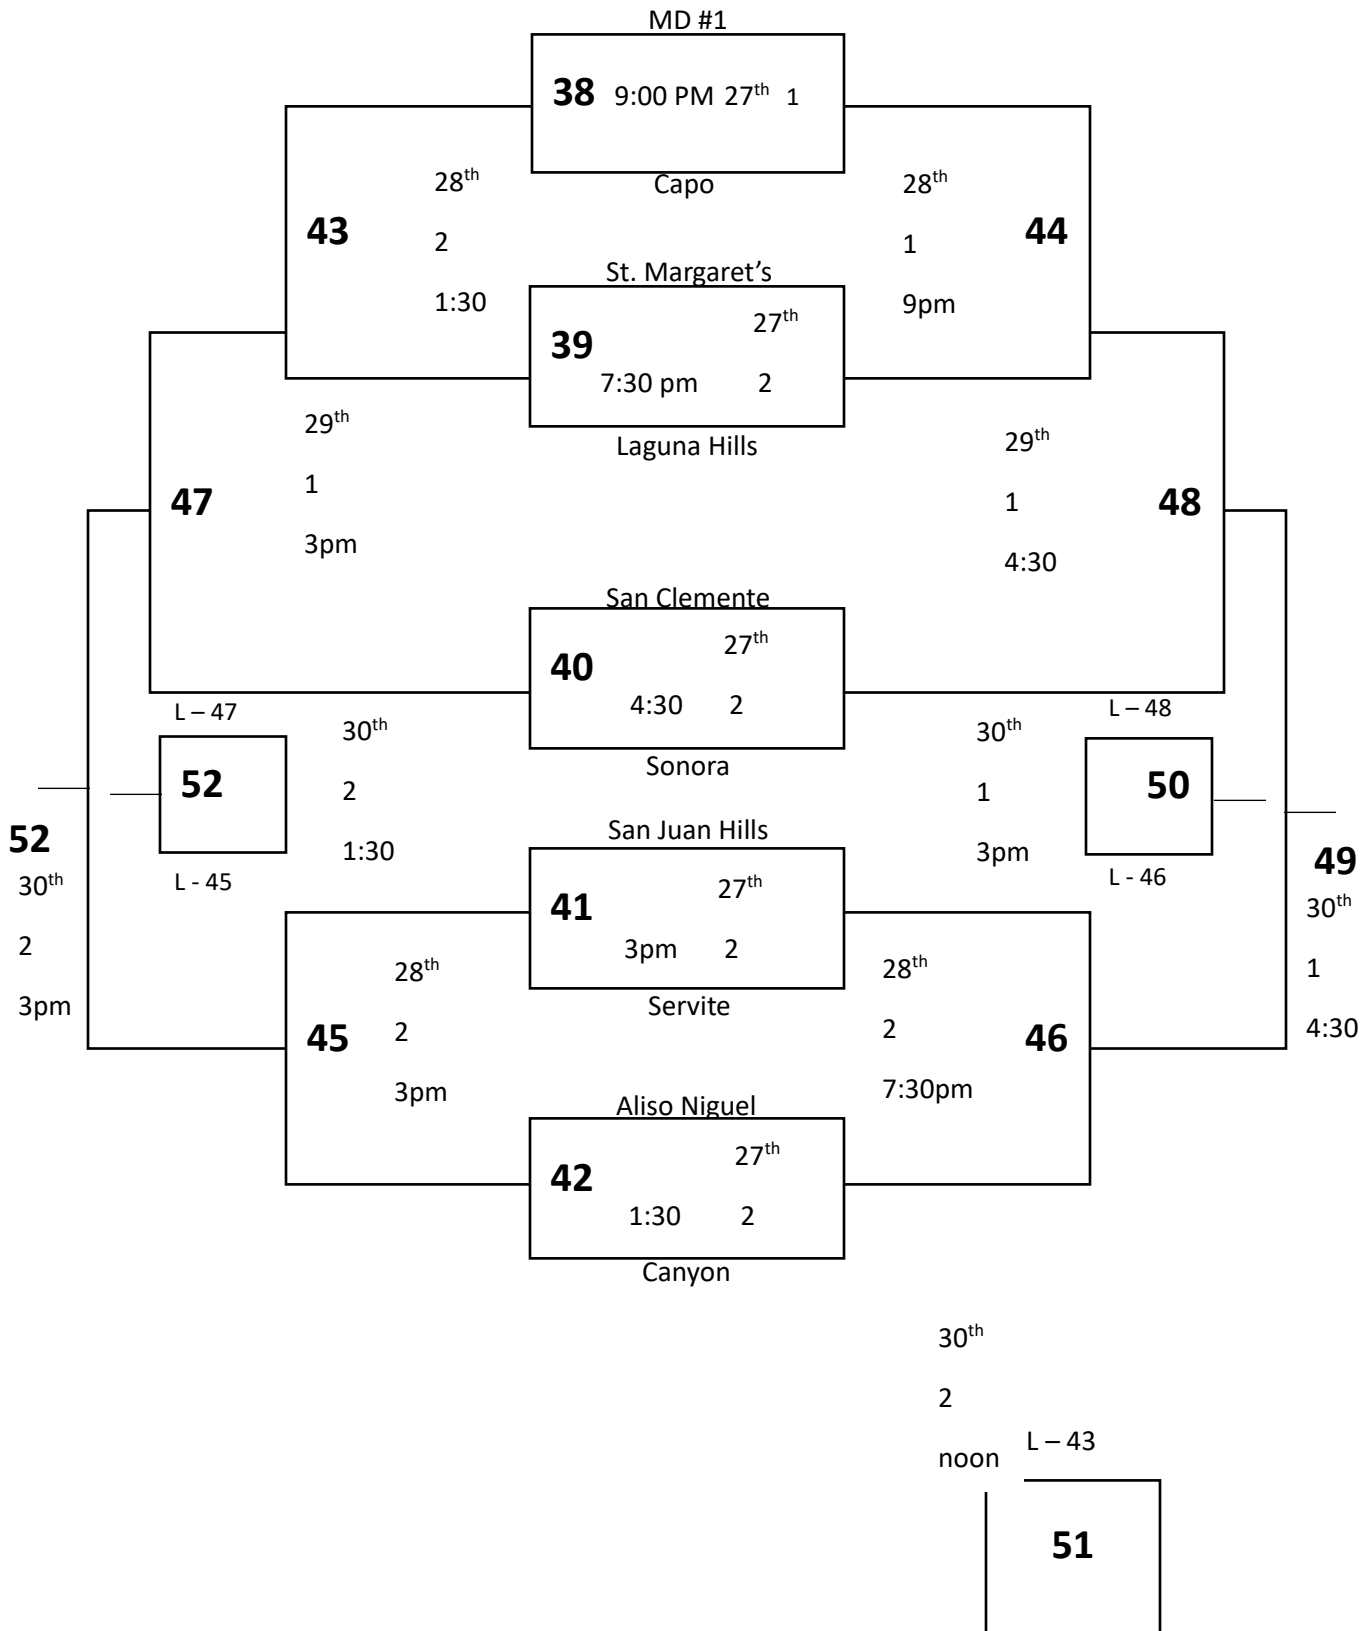 MD #1
38 9:00 PM 27th 1
Capo
28th
2
1:30
43
28th
1
9pm
44
St. Margaret’s
27th
39
7:30 pm 2
Laguna Hills
29th
1
3pm
47
29th
1
4:30
48
San Clemente
27th
40
4:30 2
Sonora
L – 47
52
L - 45
30th
2
1:30
L – 48
50
L - 46
30th
1
3pm
52
30th
2
3pm
49
30th
1
4:30
San Juan Hills
27th
41
3pm 2
Servite
28th
2
3pm
45
28th
2
7:30pm
46
Aliso Niguel
27th
42
1:30 2
Canyon
30th
2
noon
L – 43
51